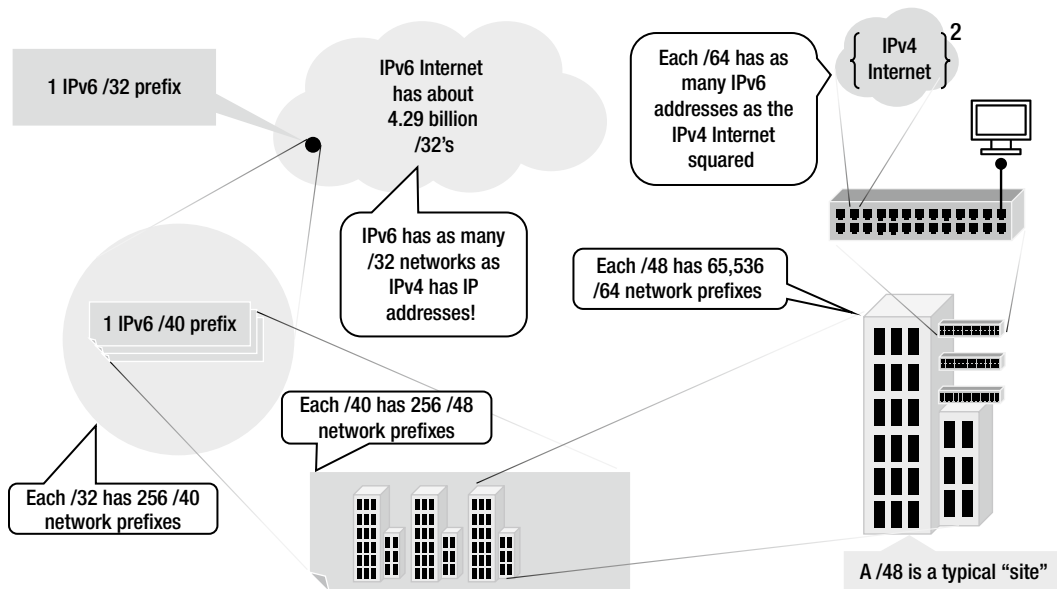 1 IPv6 /32 prefix
IPv6 Internet
has about
4.29 billion
/32's
IPv6 has as many
/32 networks as
IPv4 has IP
addresses!
Each /64 has as
many IPv6
addresses as the
IPv4 Internet
squared
{ IPv4 }2
Internet
1 IPv6 /40 prefix
Each /32 has 256 /40
network prefixes
Each /40 has 256 /48
network prefixes
Each /48 has 65,536
/64 network prefixes
A /48 is a typical “site”